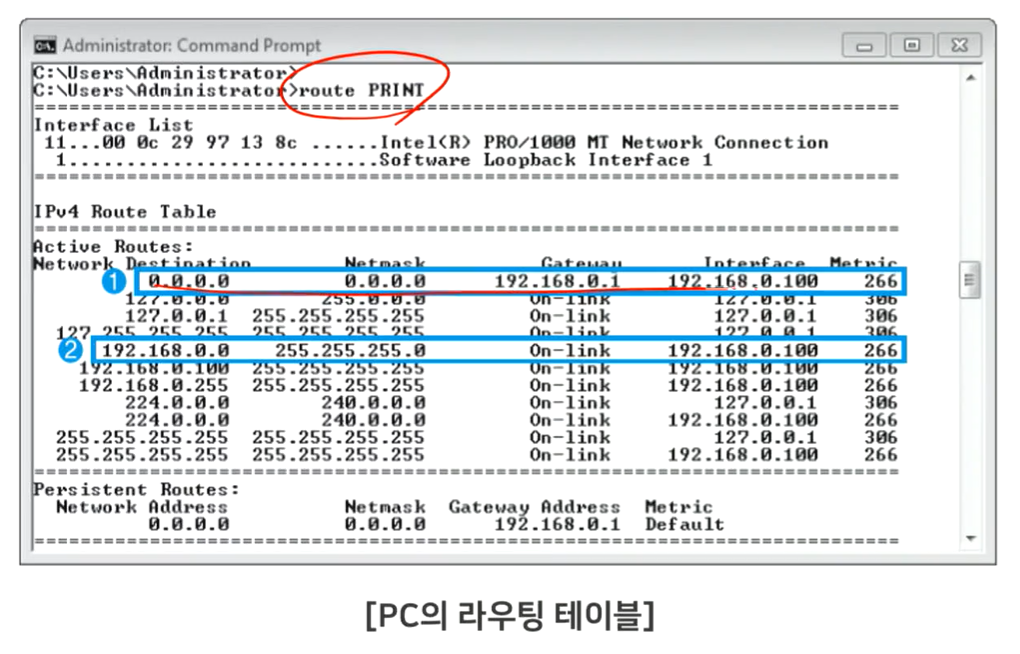 Administrator: Command Prompt
C:\Users\Administrator>
C:\Users\Administrator>route PRINT
===========================================================================
Interface List
11...00 0c 29 97 13 8c ......Intel(R) PRO/1000 MT Network Connection
1...........................Software Loopback Interface 1
===========================================================================
IPv4 Route Table
===========================================================================
Active Routes:
Network Destination Netmask Gateway Interface Metric
1 0.0.0.0 0.0.0.0 192.168.0.1 192.168.0.100 266
127.0.0.0 255.0.0.0 On-link 127.0.0.1 306
127.0.0.1 255.255.255.255 On-link 127.0.0.1 306
127.255.255.255 255.255.255.255 On-link 127.0.0.1 306
2 192.168.0.0 255.255.255.0 On-link 192.168.0.100 266
192.168.0.100 255.255.255.255 On-link 192.168.0.100 266
192.168.0.255 255.255.255.255 On-link 192.168.0.100 266
224.0.0.0 240.0.0.0 On-link 127.0.0.1 306
224.0.0.0 240.0.0.0 On-link 192.168.0.100 266
255.255.255.255 255.255.255.255 On-link 127.0.0.1 306
255.255.255.255 255.255.255.255 On-link 192.168.0.100 266
===========================================================================
Persistent Routes:
Network Address Netmask Gateway Address Metric
0.0.0.0 0.0.0.0 192.168.0.1 Default
===========================================================================
[PC의 라우팅 테이블]